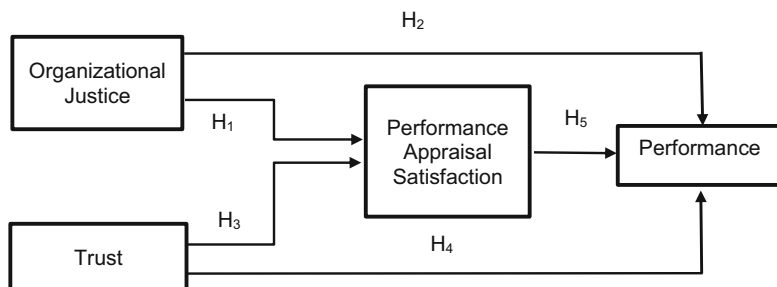 H2
Organizational
Justice
H1
Performance
Appraisal
Satisfaction
H5
Performance
H3
Trust
H4